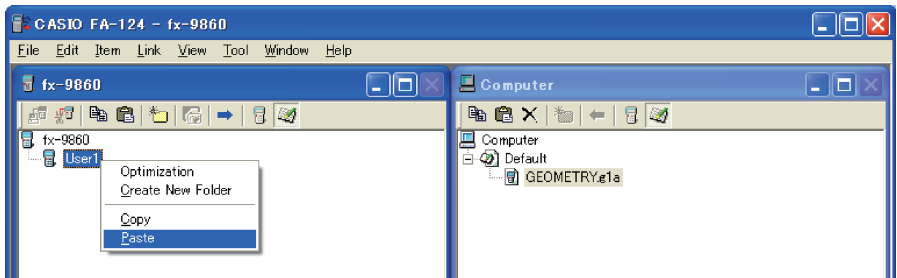 CASIO FA-124 - fx-9860
File Edit Item Link View Tool Window Help
fx-9860
Computer
fx-9860
User1
Optimization
Create New Folder
Copy
Paste
Computer
Default
GEOMETRY.g1a